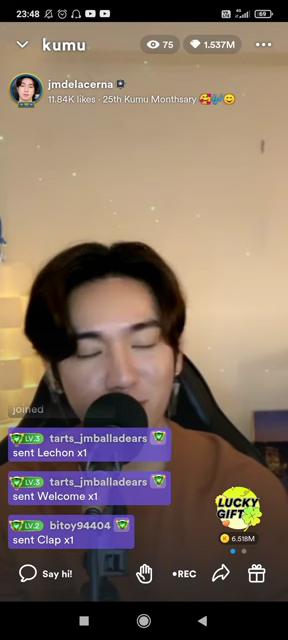 23:48
69
kumu
75
1.537M
jmdelacerna
11.84K likes · 25th Kumu Monthsary 🥰🎶😊
joined
LV.3 tarts_jmballadears
sent Lechon x1
LV.3 tarts_jmballadears
sent Welcome x1
LV.2 bitoy94404
sent Clap x1
LUCKY
GIFT
6.518M
Say hi!
•REC